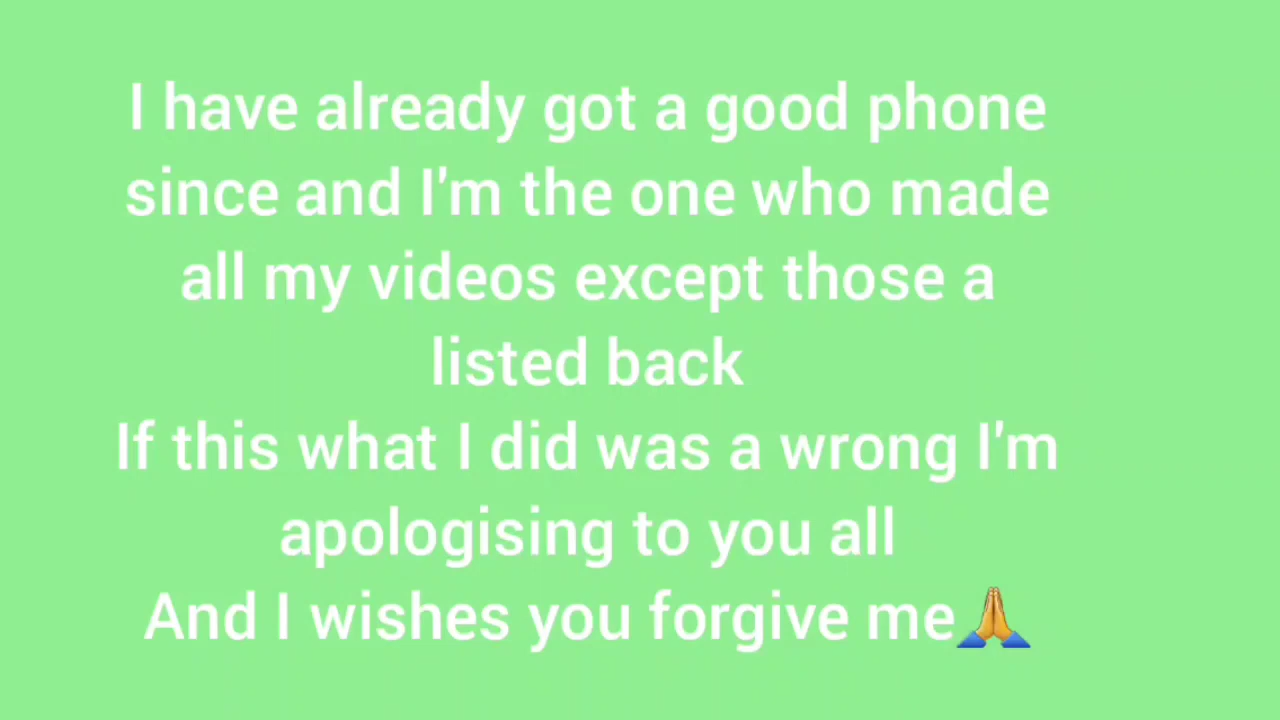 I have already got a good phone
since and I'm the one who made
all my videos except those a
listed back
If this what I did was a wrong I'm
apologising to you all
And I wishes you forgive me🙏